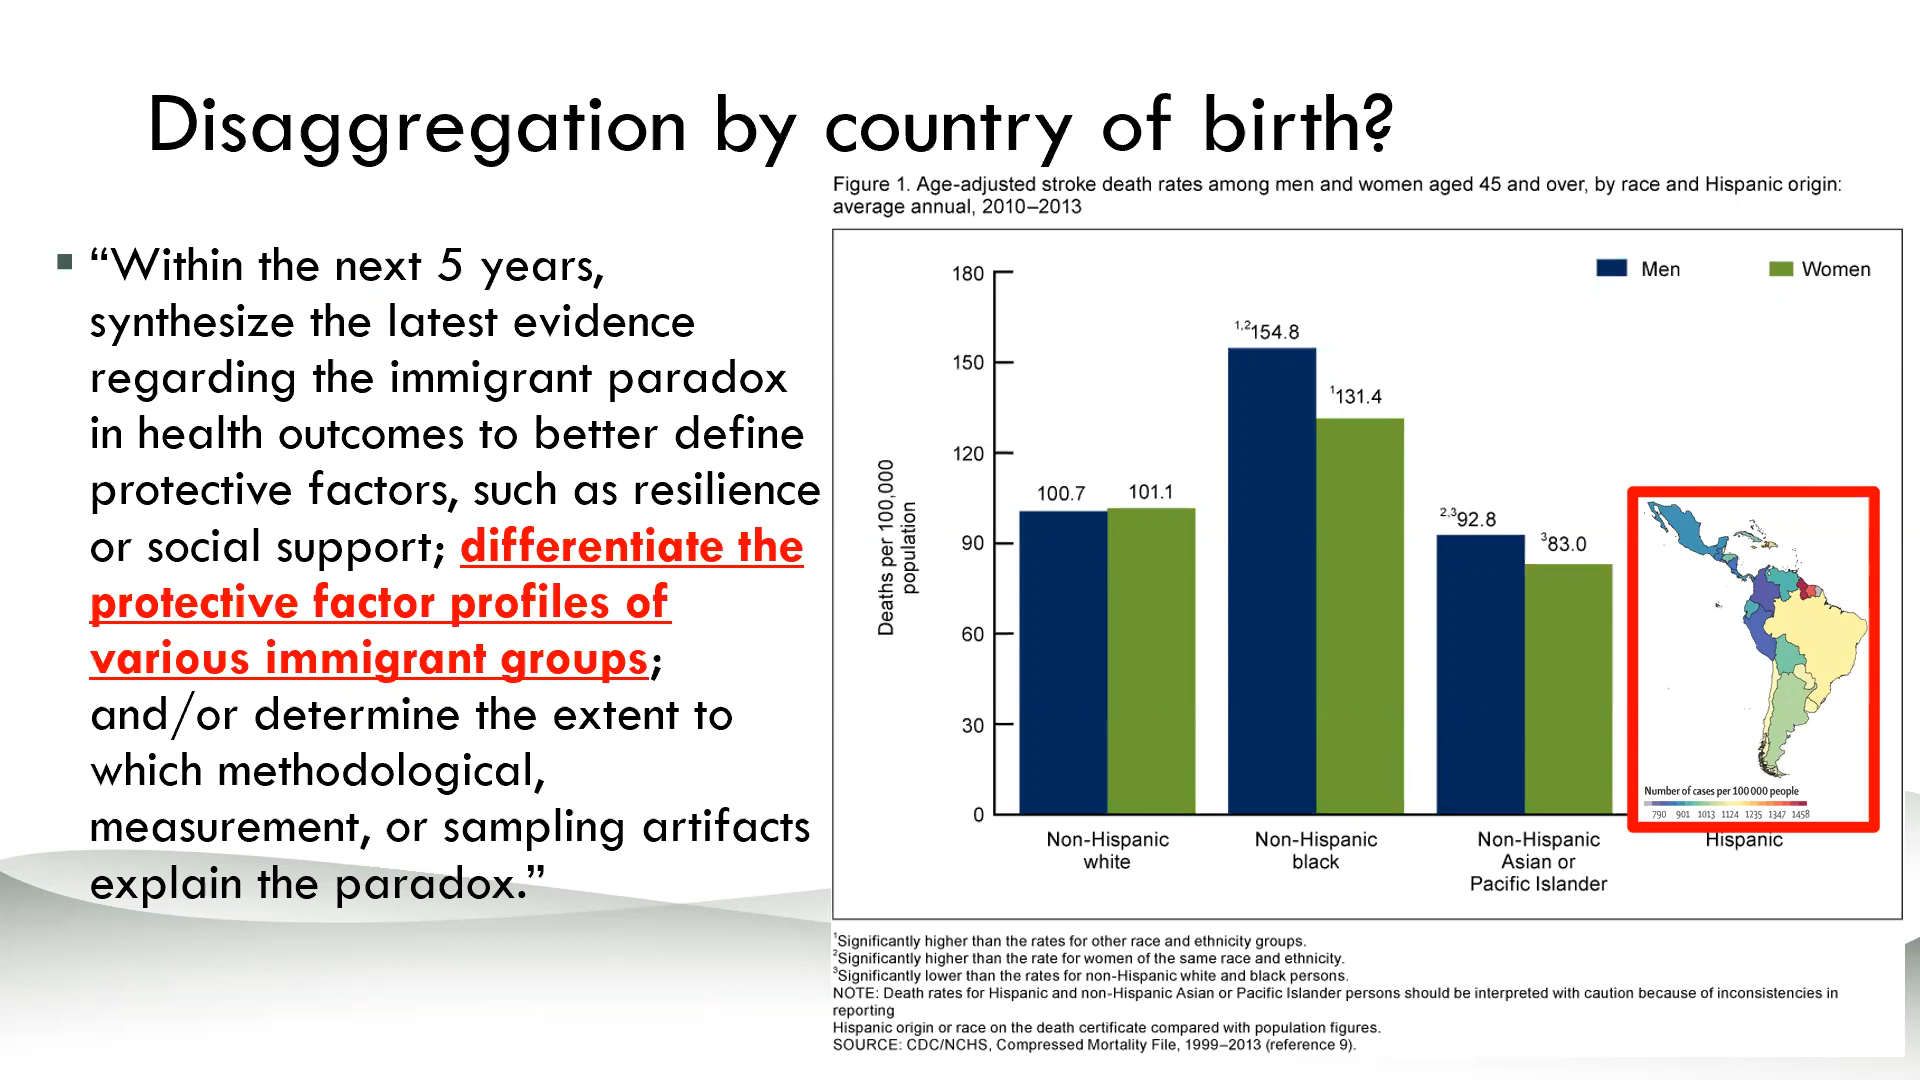 Disaggregation by country of birth?
“Within the next 5 years,
synthesize the latest evidence
regarding the immigrant paradox
in health outcomes to better define
protective factors, such as resilience
or social support; differentiate the
protective factor profiles of
various immigrant groups;
and/or determine the extent to
which methodological,
measurement, or sampling artifacts
explain the paradox.”
Figure 1. Age-adjusted stroke death rates among men and women aged 45 and over, by race and Hispanic origin:
average annual, 2010–2013
Men
Women
Deaths per 100,000
population
180
150
120
90
60
30
0
100.7
101.1
1,2154.8
1131.4
2,392.8
383.0
Number of cases per 100 000 people
790 901 1013 1124 1235 1347 1458
Non-Hispanic
white
Non-Hispanic
black
Non-Hispanic
Asian or
Pacific Islander
Hispanic
1Significantly higher than the rates for other race and ethnicity groups.
2Significantly higher than the rate for women of the same race and ethnicity.
3Significantly lower than the rates for non-Hispanic white and black persons.
NOTE: Death rates for Hispanic and non-Hispanic Asian or Pacific Islander persons should be interpreted with caution because of inconsistencies in
reporting
Hispanic origin or race on the death certificate compared with population figures.
SOURCE: CDC/NCHS, Compressed Mortality File, 1999–2013 (reference 9).